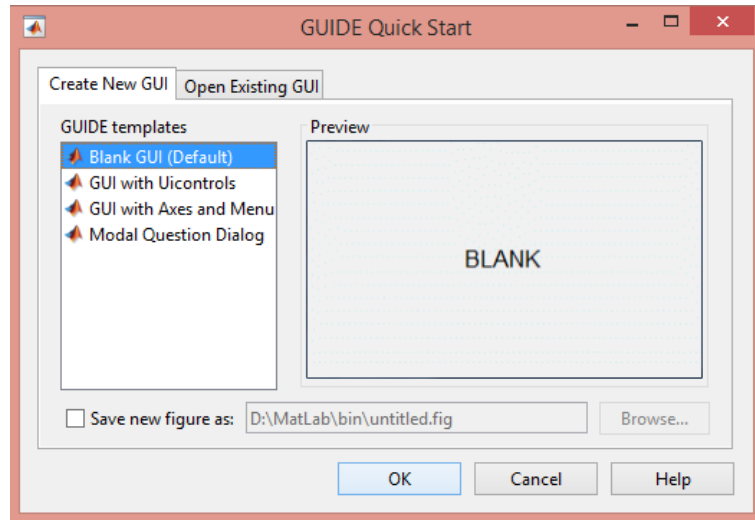 GUIDE Quick Start
Create New GUI
Open Existing GUI
GUIDE templates
Blank GUI (Default)
GUI with Uicontrols
GUI with Axes and Menu
Modal Question Dialog
Preview
BLANK
Save new figure as:
D:\MatLab\bin\untitled.fig
Browse...
OK
Cancel
Help